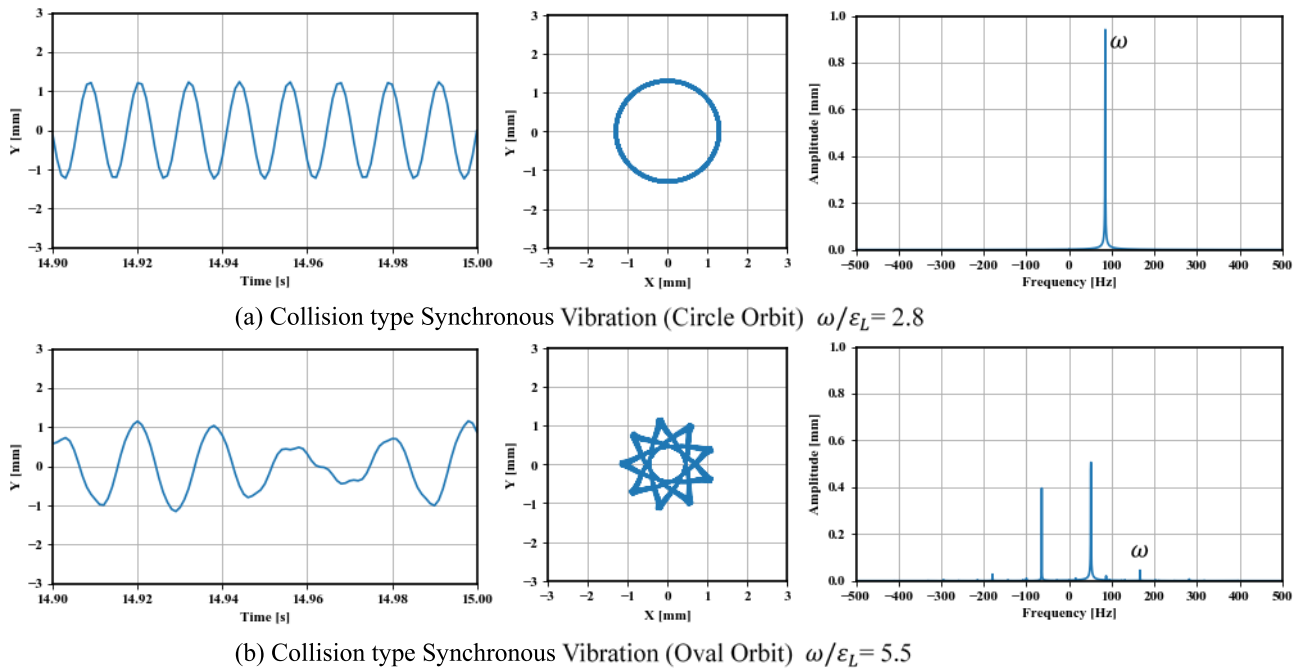 3
2
1
0
−1
−2
−3
Y [mm]
14.90 14.92 14.94 14.96 14.98 15.00
Time [s]
3
2
1
0
−1
−2
−3
Y [mm]
−3 −2 −1 0 1 2 3
X [mm]
1.0
0.8
0.6
0.4
0.2
0.0
Amplitude [mm]
ω
−500 −400 −300 −200 −100 0 100 200 300 400 500
Frequency [Hz]
(a) Collision type Synchronous Vibration (Circle Orbit) ω/ε_L= 2.8
3
2
1
0
−1
−2
−3
Y [mm]
14.90 14.92 14.94 14.96 14.98 15.00
Time [s]
3
2
1
0
−1
−2
−3
Y [mm]
−3 −2 −1 0 1 2 3
X [mm]
1.0
0.8
0.6
0.4
0.2
0.0
Amplitude [mm]
ω
−500 −400 −300 −200 −100 0 100 200 300 400 500
Frequency [Hz]
(b) Collision type Synchronous Vibration (Oval Orbit) ω/ε_L= 5.5